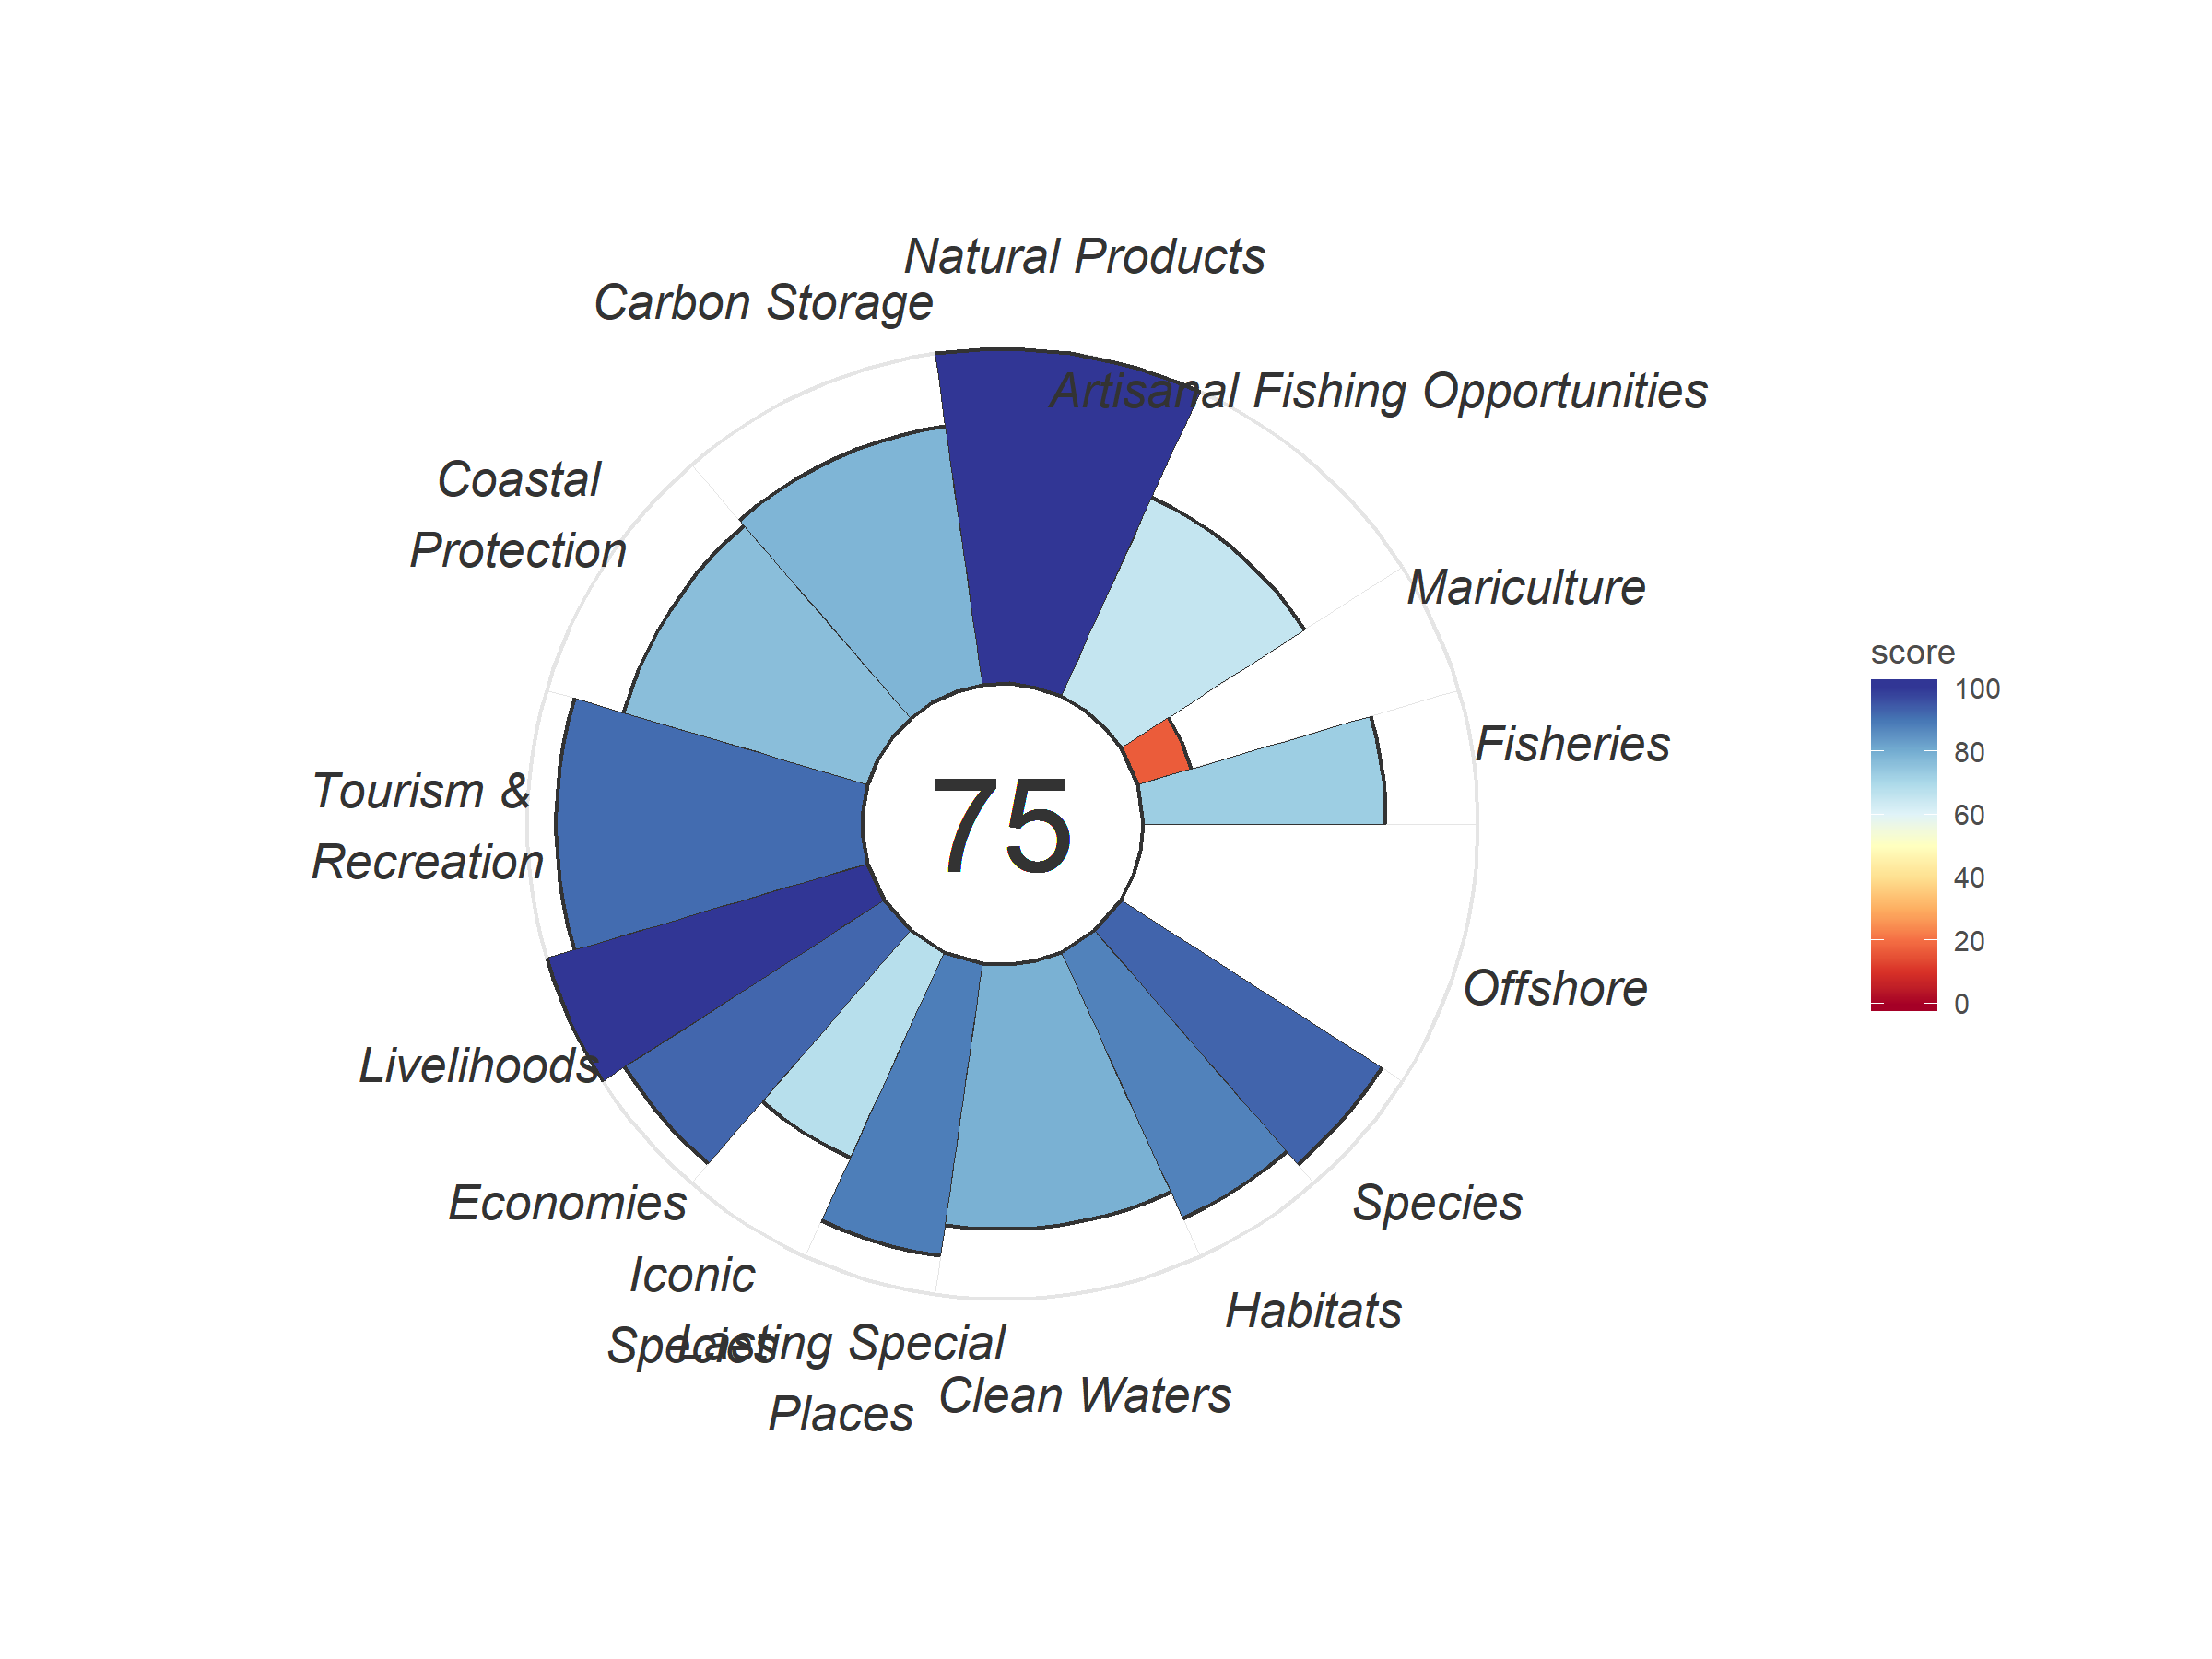 Natural Products
Carbon Storage
Artisanal Fishing Opportunities
Coastal
Protection
Mariculture
Fisheries
Tourism &
Recreation
75
Offshore
Livelihoods
Economies
Species
Iconic
Species
Habitats
Lasting Special
Places
Clean Waters
score
100
80
60
40
20
0